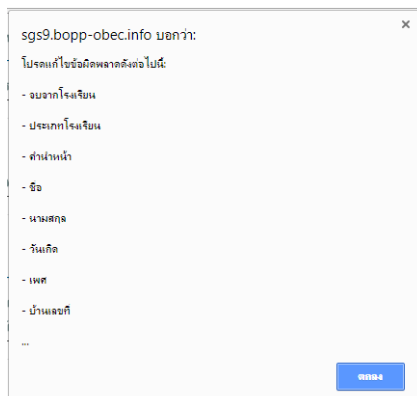 sgs9.bopp-obec.info บอกว่า:
×
โปรดแก้ไขข้อผิดพลาดดังต่อไปนี้:
- จบจากโรงเรียน
- ประเภทโรงเรียน
- คำนำหน้า
- ชื่อ
- นามสกุล
- วันเกิด
- เพศ
- บ้านเลขที่
...
ตกลง